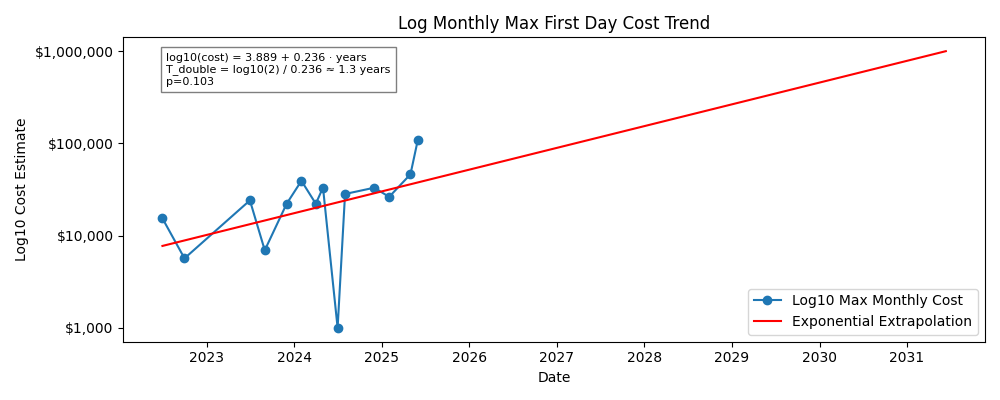 Log Monthly Max First Day Cost Trend
$1,000,000
$100,000
$10,000
$1,000
Log10 Cost Estimate
log10(cost) = 3.889 + 0.236 · years
T_double = log10(2) / 0.236 ≈ 1.3 years
p=0.103
Log10 Max Monthly Cost
Exponential Extrapolation
2023 2024 2025 2026 2027 2028 2029 2030 2031
Date